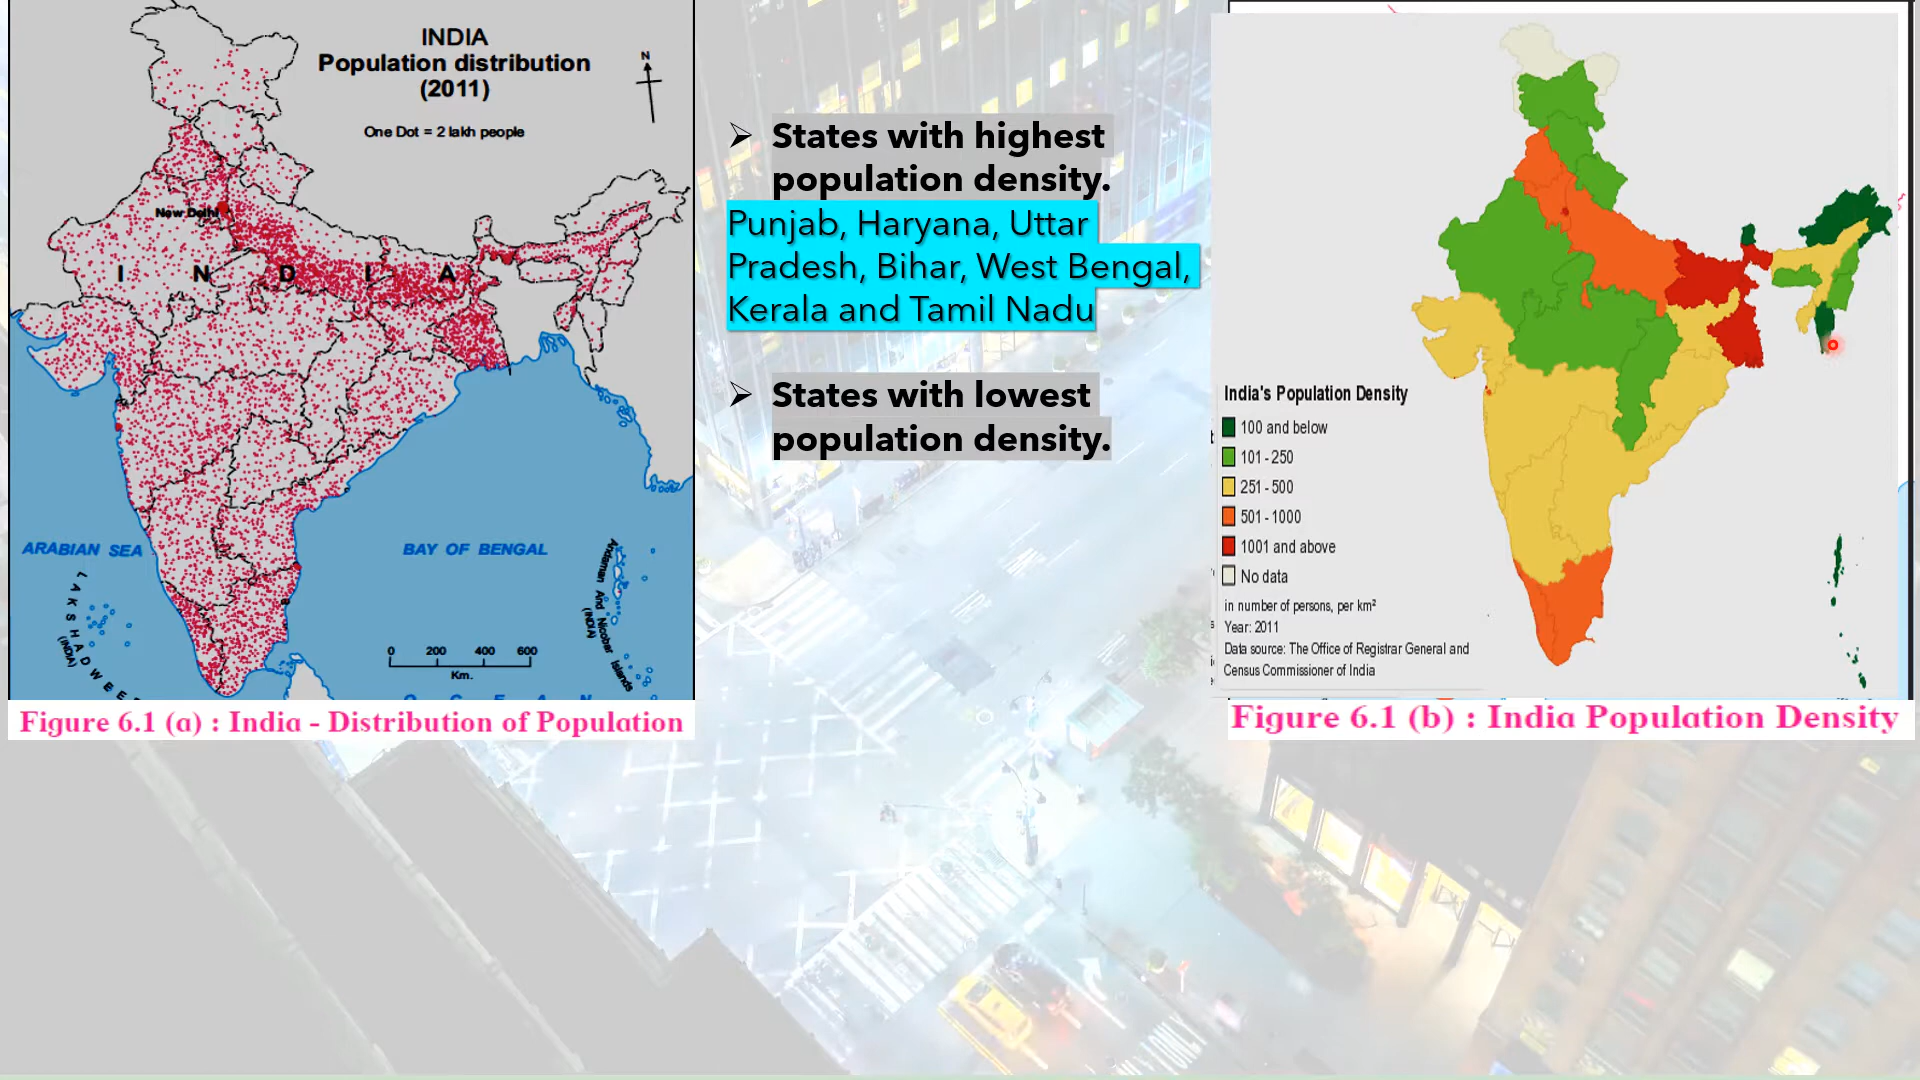 INDIA
Population distribution
(2011)
N
One Dot = 2 lakh people
New Delhi
I N D I A
ARABIAN SEA
BAY OF BENGAL
LAKSHADWEEP
(INDIA)
Andaman And Nicobar Islands
(INDIA)
0 200 400 600
Km.
O C E A N
Figure 6.1 (a) : India - Distribution of Population
➢ States with highest
population density.
Punjab, Haryana, Uttar
Pradesh, Bihar, West Bengal,
Kerala and Tamil Nadu
➢ States with lowest
population density.
India's Population Density
100 and below
101 - 250
251 - 500
501 - 1000
1001 and above
No data
in number of persons, per km²
Year: 2011
Data source: The Office of Registrar General and
Census Commissioner of India
Figure 6.1 (b) : India Population Density